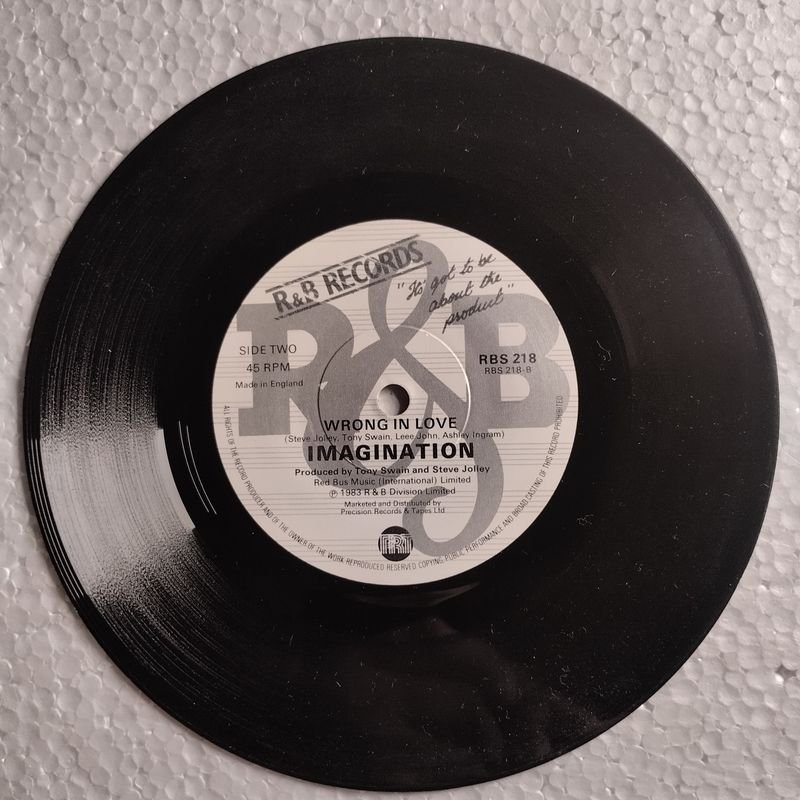 R&B RECORDS
"It's got to be
about the
product"
R&B
SIDE TWO
45 RPM
Made in England
RBS 218
RBS 218-B
WRONG IN LOVE
(Steve Jolley, Tony Swain, Leee John, Ashley Ingram)
IMAGINATION
Produced by Tony Swain and Steve Jolley
Red Bus Music (International) Limited
℗ 1983 R & B Division Limited
Marketed and Distributed by
Precision Records & Tapes Ltd
PRT
ALL RIGHTS OF THE RECORD PRODUCER AND OF THE OWNER OF THE WORK REPRODUCED RESERVED. COPYING, PUBLIC PERFORMANCE AND BROADCASTING OF THIS RECORD PROHIBITED